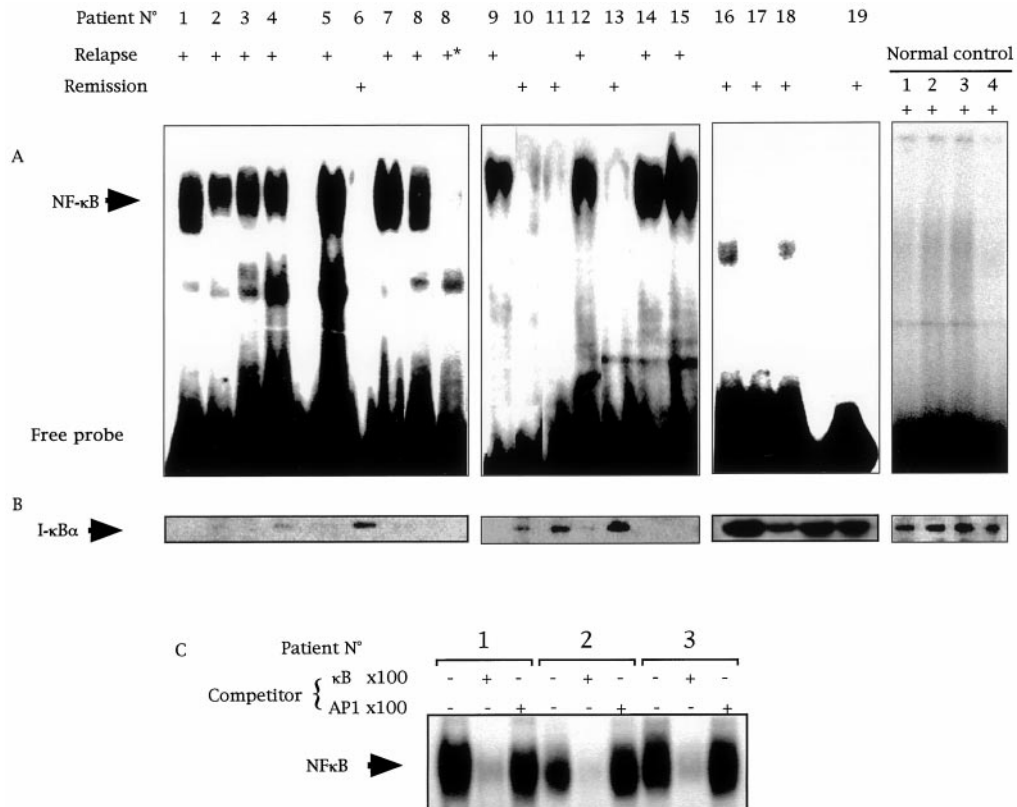 Patient N° 1 2 3 4 5 6 7 8 8 9 10 11 12 13 14 15 16 17 18 19
Relapse + + + + + + + +* + + + +
Normal control
Remission + + + + + + + + 1 2 3 4
+ + + +
A
NF-κB
Free probe
B
I-κBα
C Patient N° 1 2 3
Competitor { κB x100 - + - - + - - + -
AP1 x100 - - + - - + - - +
NFκB